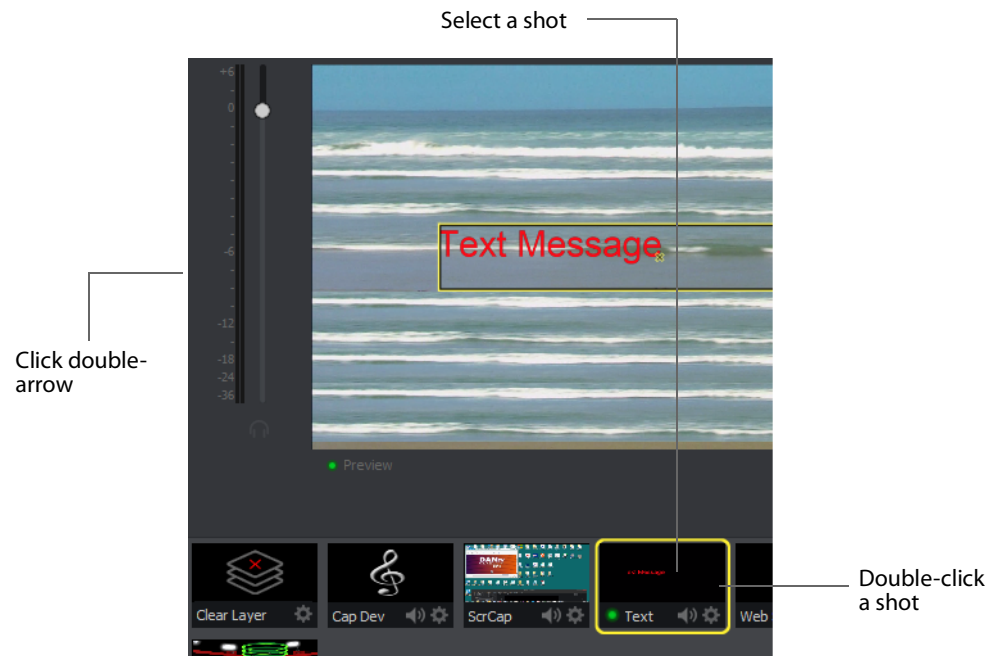 Select a shot
+6
0
Text Message
-6
-12
Click double-
arrow
-18
-24
-36
Preview
Double-click
a shot
Clear Layer
Cap Dev
ScrCap
Text
Web